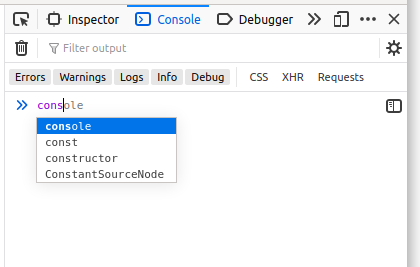 Inspector Console Debugger
Filter output
Errors Warnings Logs Info Debug CSS XHR Requests
console
console
const
constructor
ConstantSourceNode